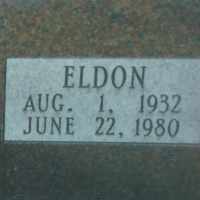 ELDON
AUG. 1, 1932
JUNE 22, 1980